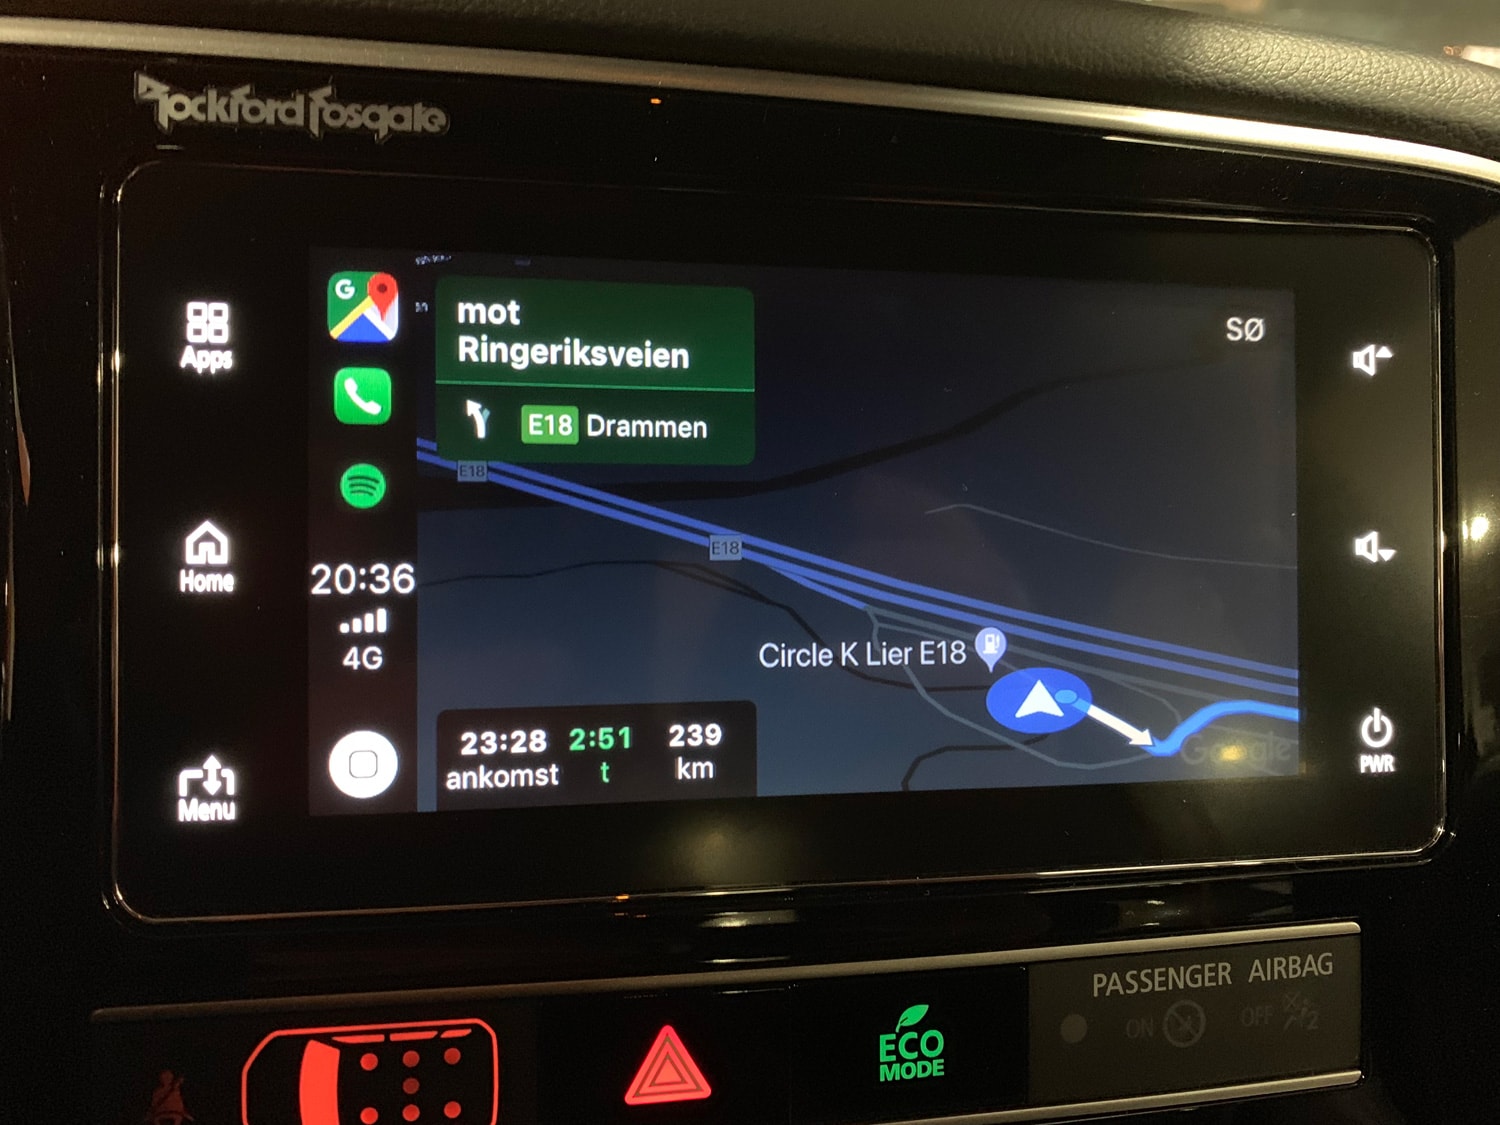 Rockford Fosgate
Apps
Home
Menu
G
20:36
4G
mot
Ringeriksveien
E18 Drammen
SØ
E18
E18
Circle K Lier E18
Google
23:28 2:51 239
ankomst t km
PWR
PASSENGER AIRBAG
ON OFF
ECO
MODE